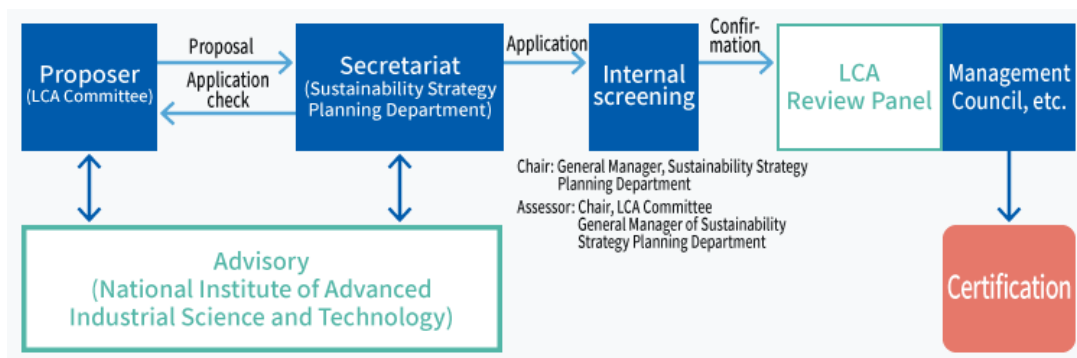 Proposer
(LCA Committee)
Proposal
Application
check
Secretariat
(Sustainability Strategy
Planning Department)
Application
Internal
screening
Confir-
mation
LCA
Review Panel
Management
Council, etc.
Chair: General Manager, Sustainability Strategy
Planning Department
Assessor: Chair, LCA Committee
General Manager of Sustainability
Strategy Planning Department
Advisory
(National Institute of Advanced
Industrial Science and Technology)
Certification